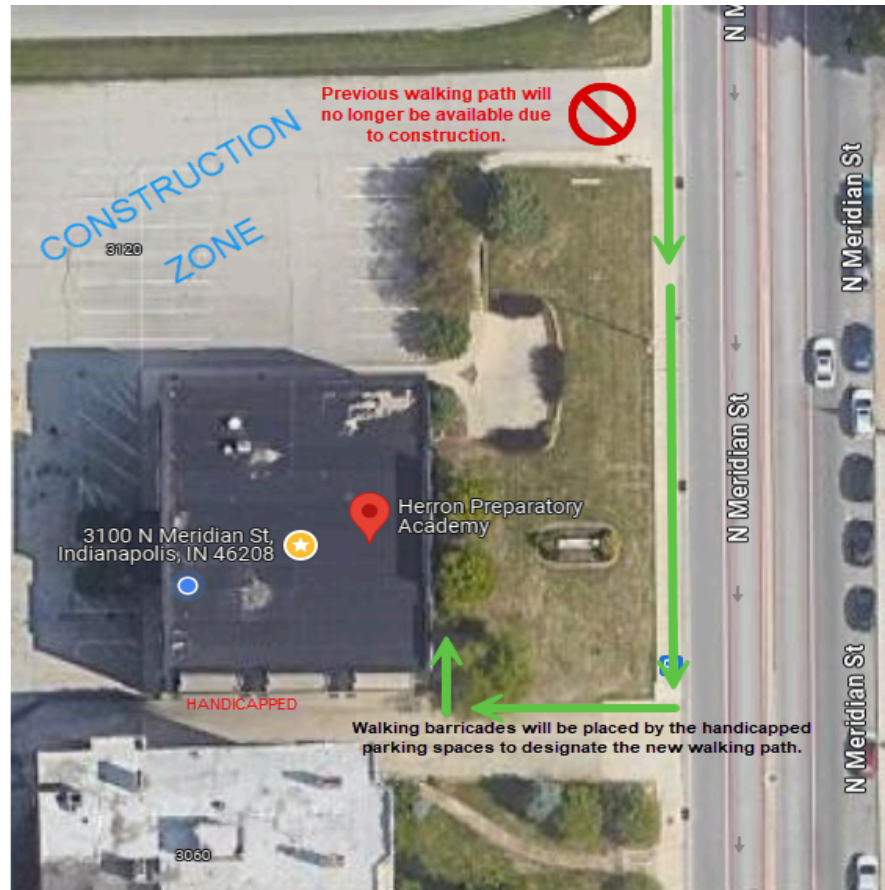 N M
Previous walking path will
no longer be available due
to construction.
CONSTRUCTION
ZONE
3120
N Meridian St
N Meridian St
Herron Preparatory
Academy
3100 N Meridian St,
Indianapolis, IN 46208
HANDICAPPED
Walking barricades will be placed by the handicapped
parking spaces to designate the new walking path.
N Meridian St
3060